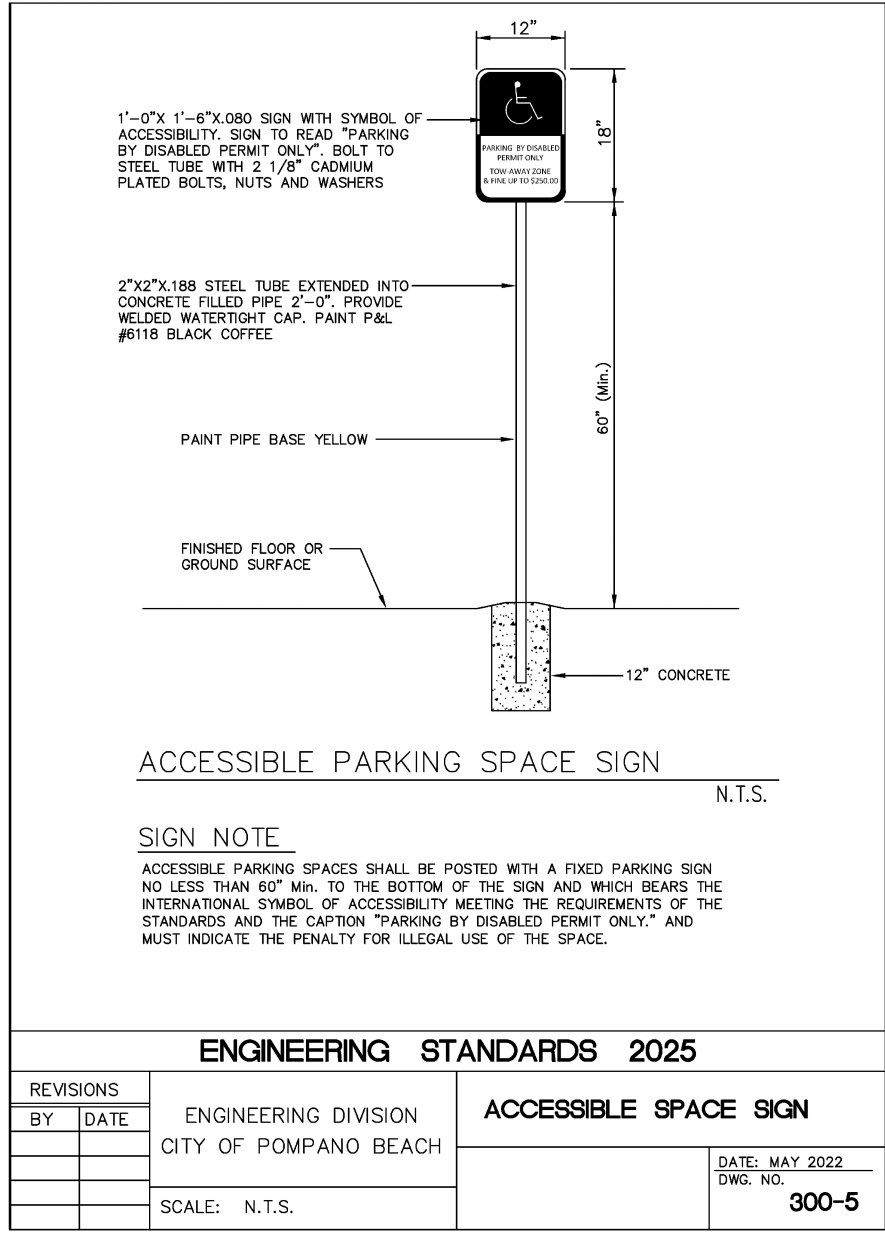 12"
1'-0"X 1'-6"X.080 SIGN WITH SYMBOL OF
ACCESSIBILITY. SIGN TO READ "PARKING
BY DISABLED PERMIT ONLY". BOLT TO
STEEL TUBE WITH 2 1/8" CADMIUM
PLATED BOLTS, NUTS AND WASHERS
PARKING BY DISABLED
PERMIT ONLY
TOW-AWAY ZONE
& FINE UP TO $250.00
18"
2"X2"X.188 STEEL TUBE EXTENDED INTO
CONCRETE FILLED PIPE 2'-0". PROVIDE
WELDED WATERTIGHT CAP. PAINT P&L
#6118 BLACK COFFEE
60" (Min.)
PAINT PIPE BASE YELLOW
FINISHED FLOOR OR
GROUND SURFACE
12" CONCRETE
ACCESSIBLE PARKING SPACE SIGN
N.T.S.
SIGN NOTE
ACCESSIBLE PARKING SPACES SHALL BE POSTED WITH A FIXED PARKING SIGN
NO LESS THAN 60" Min. TO THE BOTTOM OF THE SIGN AND WHICH BEARS THE
INTERNATIONAL SYMBOL OF ACCESSIBILITY MEETING THE REQUIREMENTS OF THE
STANDARDS AND THE CAPTION "PARKING BY DISABLED PERMIT ONLY." AND
MUST INDICATE THE PENALTY FOR ILLEGAL USE OF THE SPACE.
ENGINEERING STANDARDS 2025
REVISIONS
BY DATE
ENGINEERING DIVISION
CITY OF POMPANO BEACH
SCALE: N.T.S.
ACCESSIBLE SPACE SIGN
DATE: MAY 2022
DWG. NO.
300-5